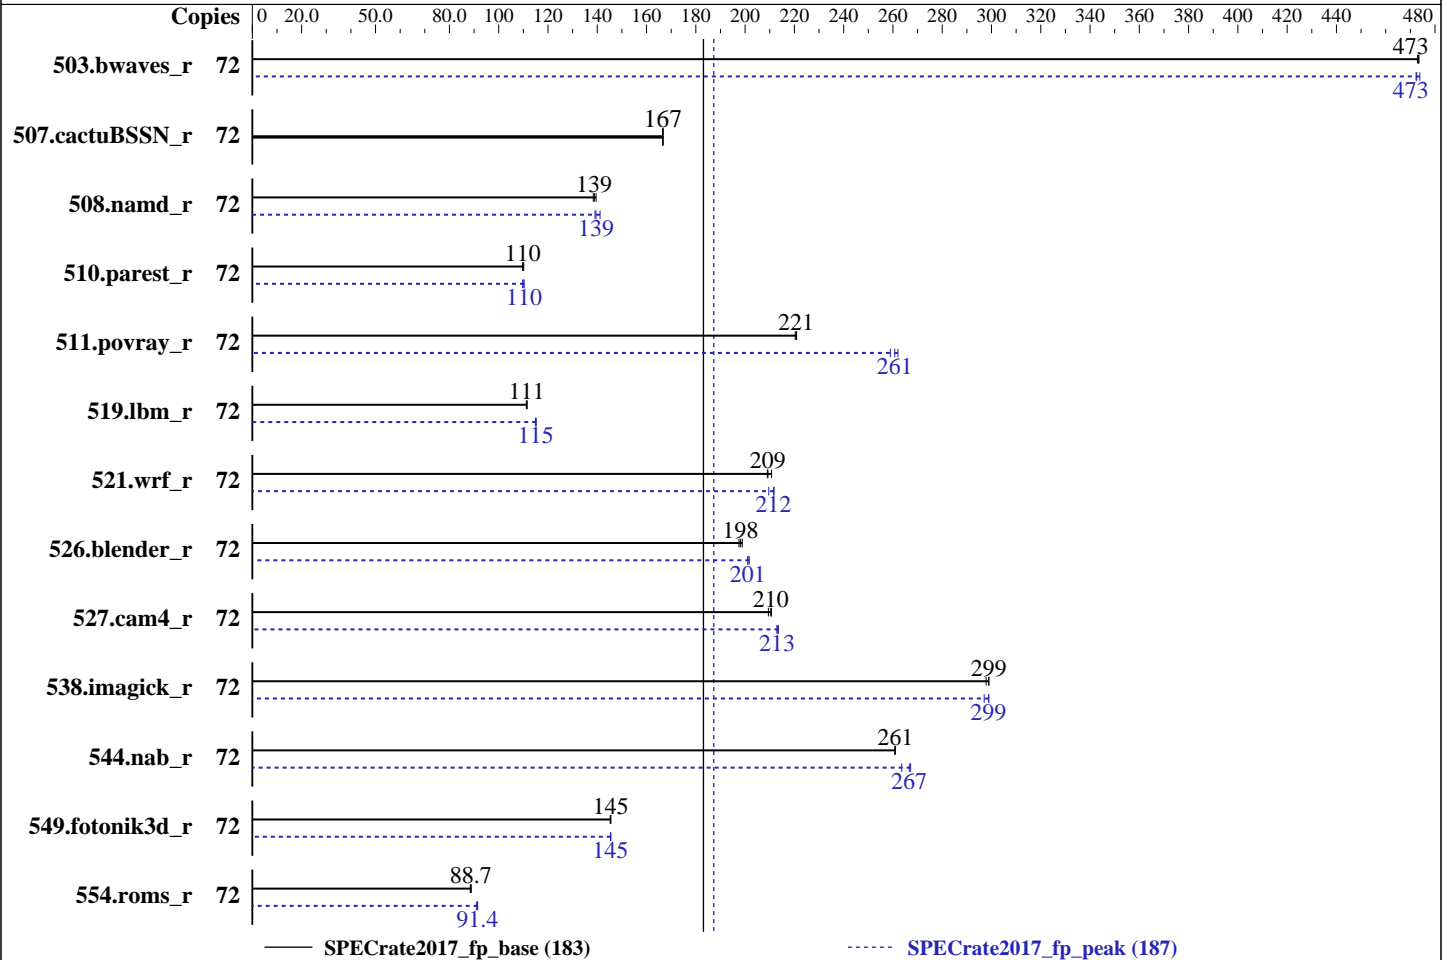 Copies 0 20.0 50.0 80.0 100 120 140 160 180 200 220 240 260 280 300 320 340 360 380 400 420 440 480
503.bwaves_r 72 473
473
507.cactuBSSN_r 72 167
508.namd_r 72 139
139
510.parest_r 72 110
110
511.povray_r 72 221
261
519.lbm_r 72 111
115
521.wrf_r 72 209
212
526.blender_r 72 198
201
527.cam4_r 72 210
213
538.imagick_r 72 299
299
544.nab_r 72 261
267
549.fotonik3d_r 72 145
145
554.roms_r 72 88.7
91.4
SPECrate2017_fp_base (183) SPECrate2017_fp_peak (187)